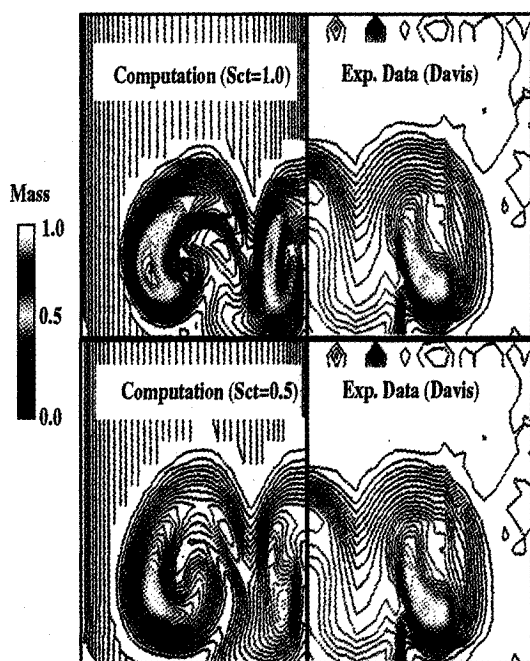 Computation (Sct=1.0)
Exp. Data (Davis)
Mass
1.0
0.5
0.0
Computation (Sct=0.5)
Exp. Data (Davis)